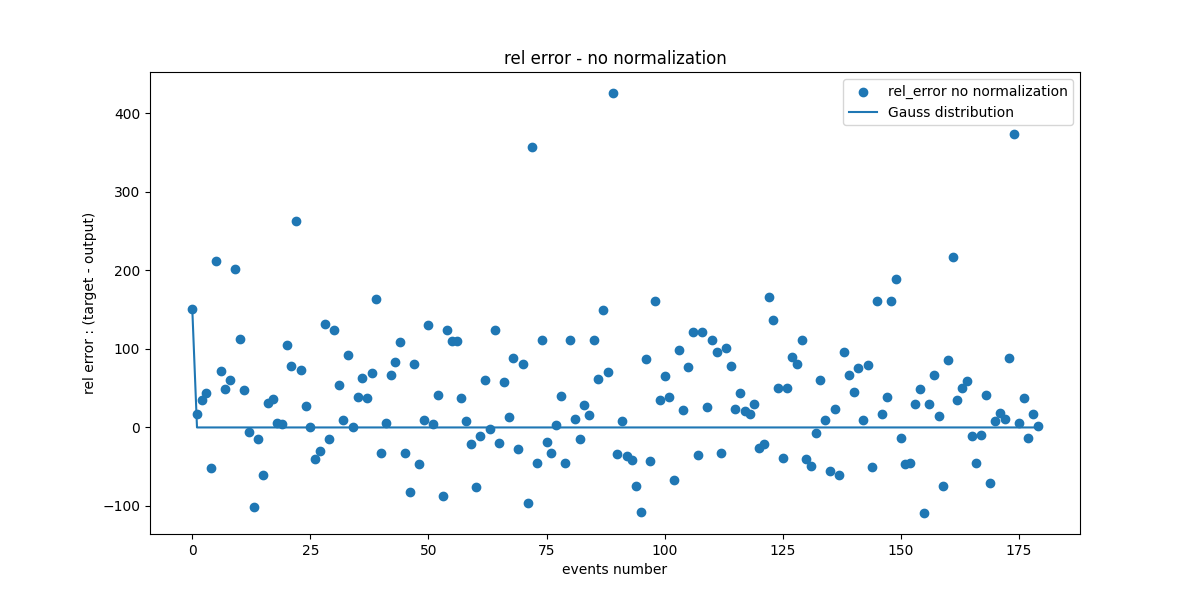 rel error - no normalization
rel_error no normalization
Gauss distribution
rel error : (target - output)
400
300
200
100
0
−100
0 25 50 75 100 125 150 175
events number